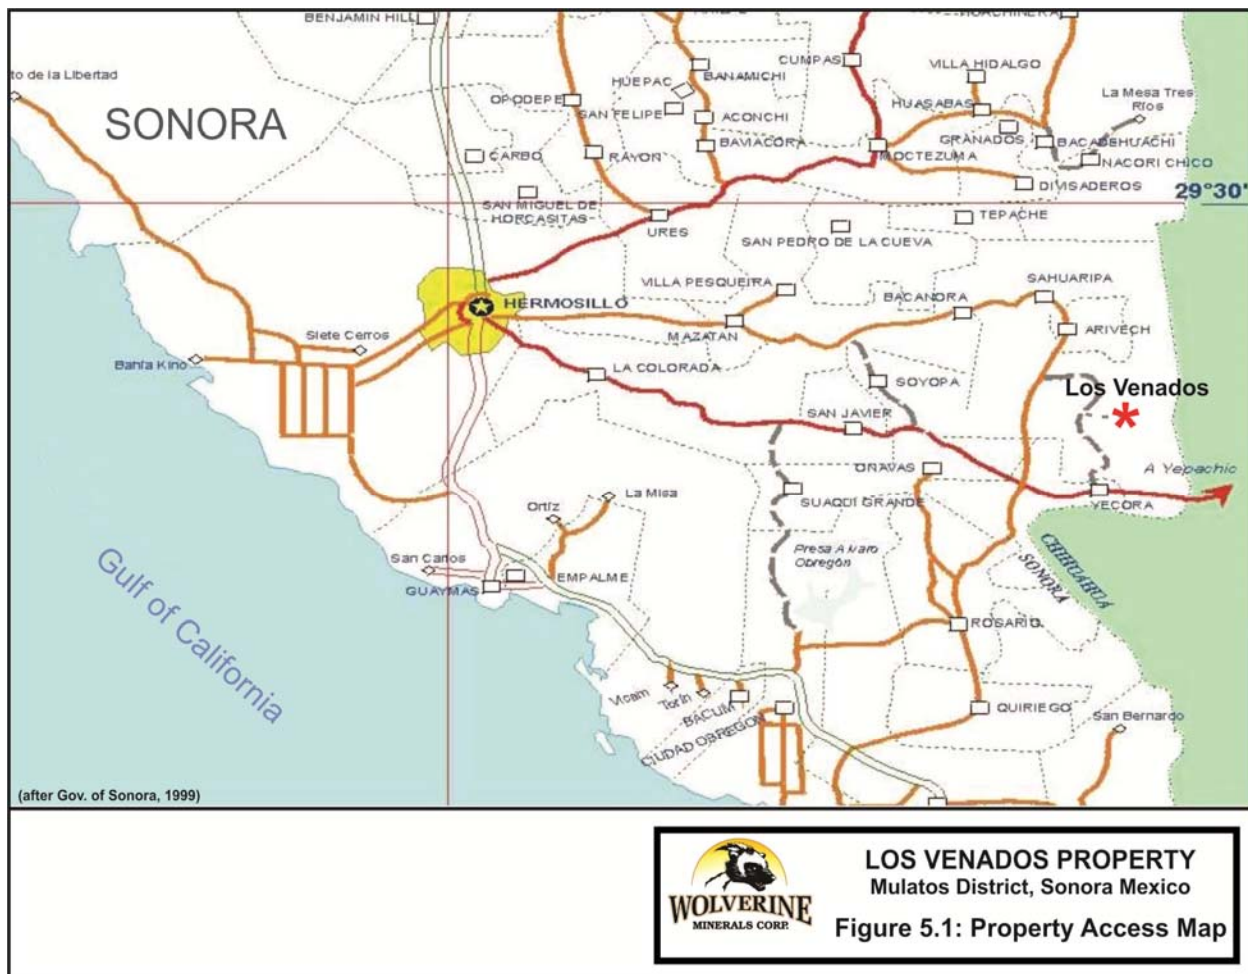 BENJAMIN HILL
HUACHINERA
CUMPAS
VILLA HIDALGO
to de la Libertad
HUEPAC
BANAMICHI
La Mesa Tres
Ríos
SONORA
OPODEPE
SAN FELIPE
ACONCHI
HUASABAS
GRANADOS
BACADEHUACHI
CARBO
RAYON
BAVIACORA
MOCTEZUMA
NACORI CHICO
DIVISADEROS
29°30'
SAN MIGUEL DE
HORCASITAS
URES
TEPACHE
SAN PEDRO DE LA CUEVA
VILLA PESQUEIRA
SAHUARIPA
HERMOSILLO
BACANORA
MAZATAN
ARIVECH
Siete Cerros
Bahía Kino
LA COLORADA
SOYOPA
Los Venados
*
SAN JAVIER
ONAVAS
A Yepachic
La Misa
SUAQUI GRANDE
YECORA
Ortíz
Presa Alvaro
Obregón
CHIHUAHUA
SONORA
San Carlos
EMPALME
GUAYMAS
Gulf of California
ROSARIO
Vicam
Torín
BACUM
CIUDAD OBREGON
QUIRIEGO
San Bernardo
(after Gov. of Sonora, 1999)
WOLVERINE
MINERALS CORP.
LOS VENADOS PROPERTY
Mulatos District, Sonora Mexico
Figure 5.1: Property Access Map